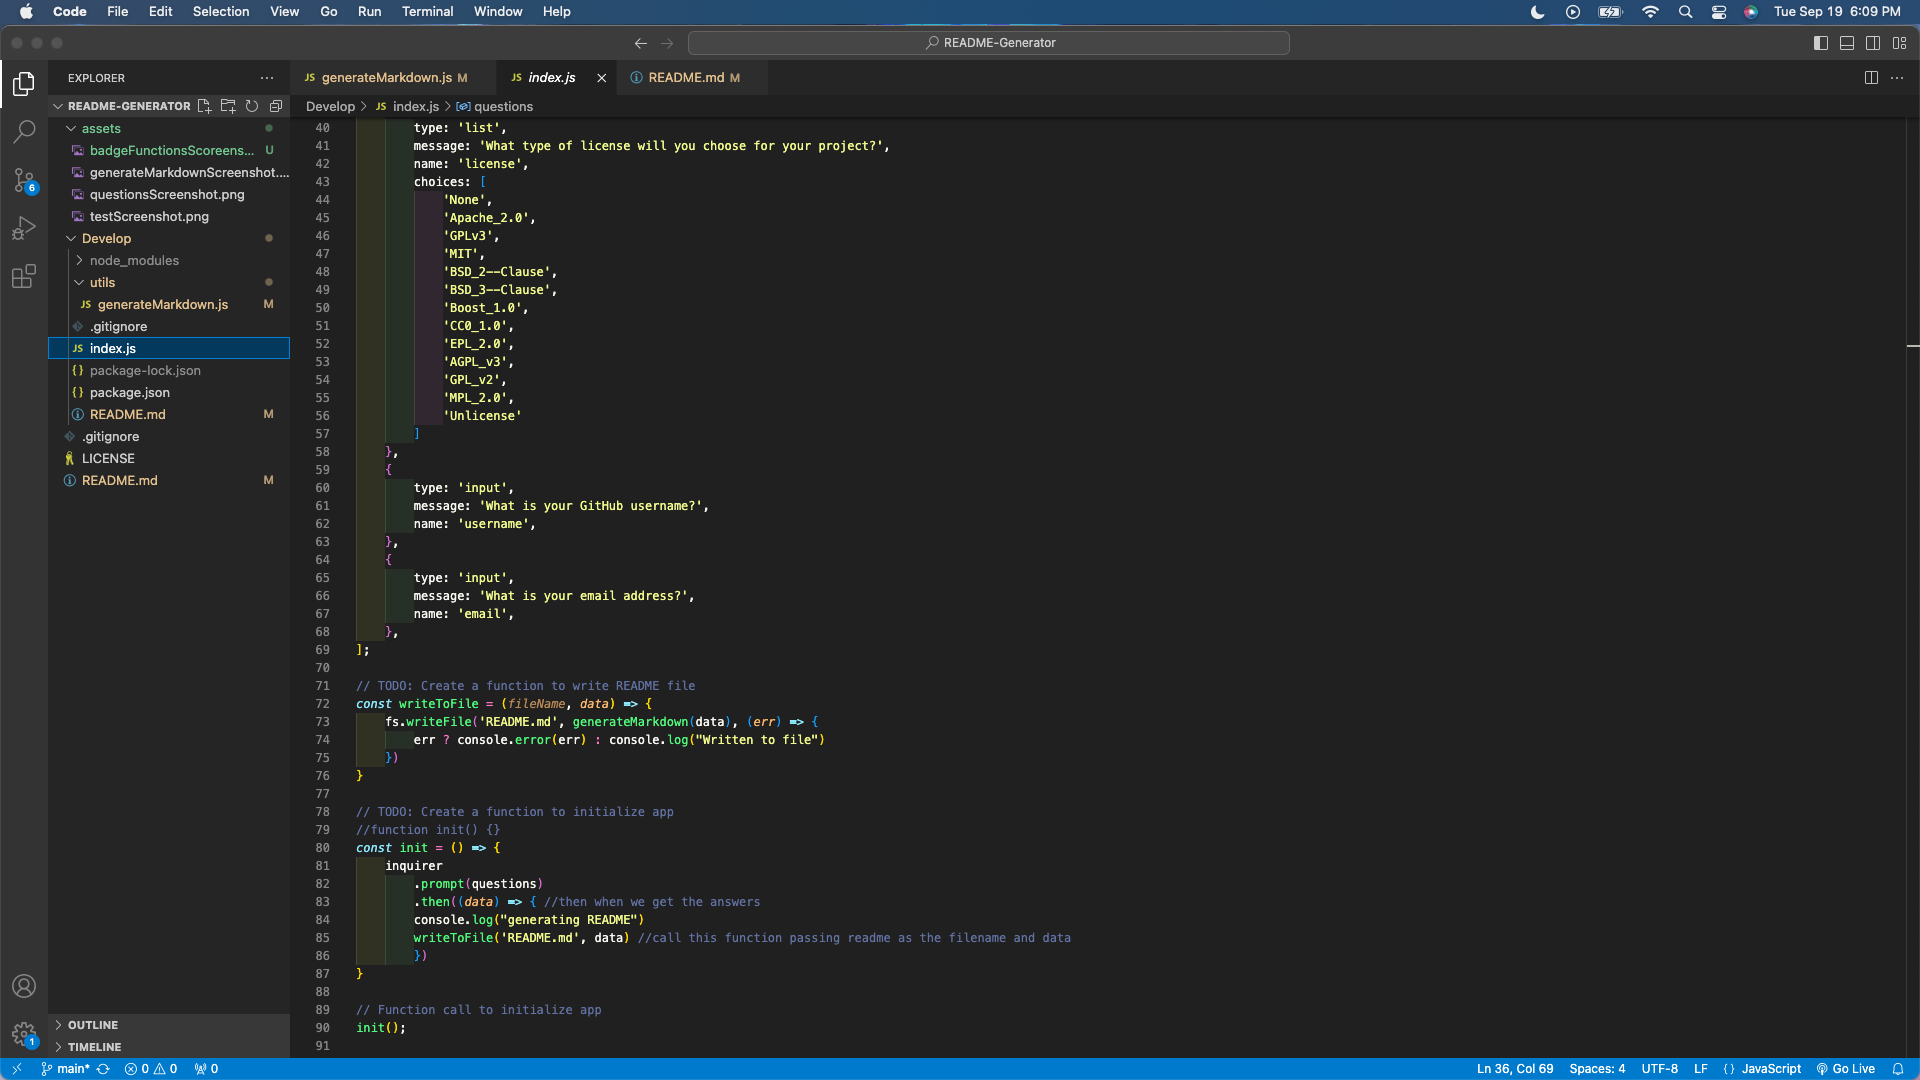 Code File Edit Selection View Go Run Terminal Window Help Tue Sep 19 6:09 PM
README-Generator
EXPLORER
README-GENERATOR
assets
badgeFunctionsScoreens... U
generateMarkdownScreenshot....
questionsScreenshot.png
testScreenshot.png
Develop
node_modules
utils
JS generateMarkdown.js M
.gitignore
JS index.js
{} package-lock.json
{} package.json
README.md M
.gitignore
LICENSE
README.md M
OUTLINE
TIMELINE
6
1
JS generateMarkdown.js M JS index.js README.md M
Develop > JS index.js > questions
40 type: 'list',
41 message: 'What type of license will you choose for your project?',
42 name: 'license',
43 choices: [
44 'None',
45 'Apache_2.0',
46 'GPLv3',
47 'MIT',
48 'BSD_2--Clause',
49 'BSD_3--Clause',
50 'Boost_1.0',
51 'CC0_1.0',
52 'EPL_2.0',
53 'AGPL_v3',
54 'GPL_v2',
55 'MPL_2.0',
56 'Unlicense'
57 ]
58 },
59 {
60 type: 'input',
61 message: 'What is your GitHub username?',
62 name: 'username',
63 },
64 {
65 type: 'input',
66 message: 'What is your email address?',
67 name: 'email',
68 },
69 ];
70
71 // TODO: Create a function to write README file
72 const writeToFile = (fileName, data) => {
73 fs.writeFile('README.md', generateMarkdown(data), (err) => {
74 err ? console.error(err) : console.log("Written to file")
75 })
76 }
77
78 // TODO: Create a function to initialize app
79 //function init() {}
80 const init = () => {
81 inquirer
82 .prompt(questions)
83 .then((data) => { //then when we get the answers
84 console.log("generating README")
85 writeToFile('README.md', data) //call this function passing readme as the filename and data
86 })
87 }
88
89 // Function call to initialize app
90 init();
91
main* 0 0 0 Ln 36, Col 69 Spaces: 4 UTF-8 LF {} JavaScript Go Live